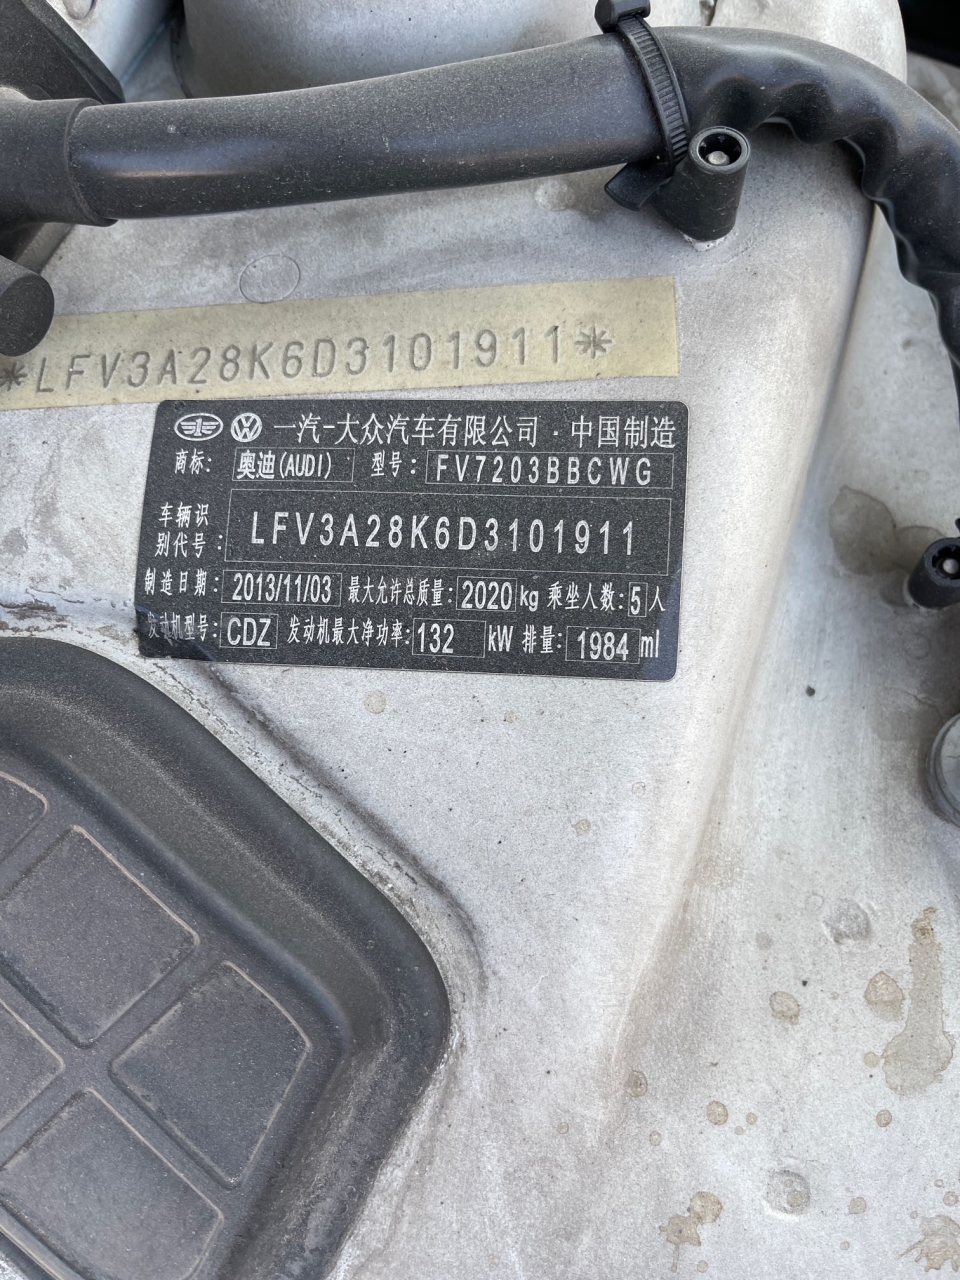 *LFV3A28K6D3101911*
一汽-大众汽车有限公司·中国制造
商标: 奥迪(AUDI) 型号: FV7203BBCWG
车辆识
别代号: LFV3A28K6D3101911
制造日期: 2013/11/03 最大允许总质量: 2020 kg 乘坐人数: 5 人
发动机型号: CDZ 发动机最大净功率: 132 kW 排量: 1984 ml